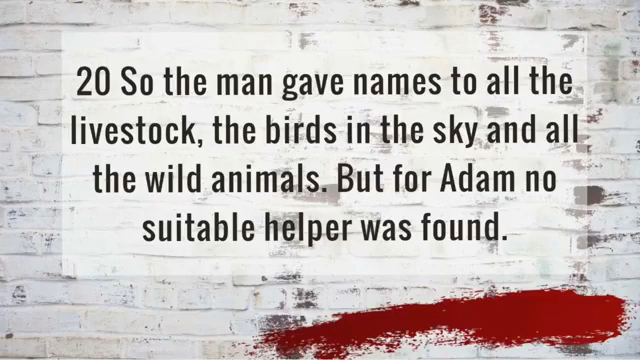 20 So the man gave names to all the
livestock, the birds in the sky and all
the wild animals. But for Adam no
suitable helper was found.